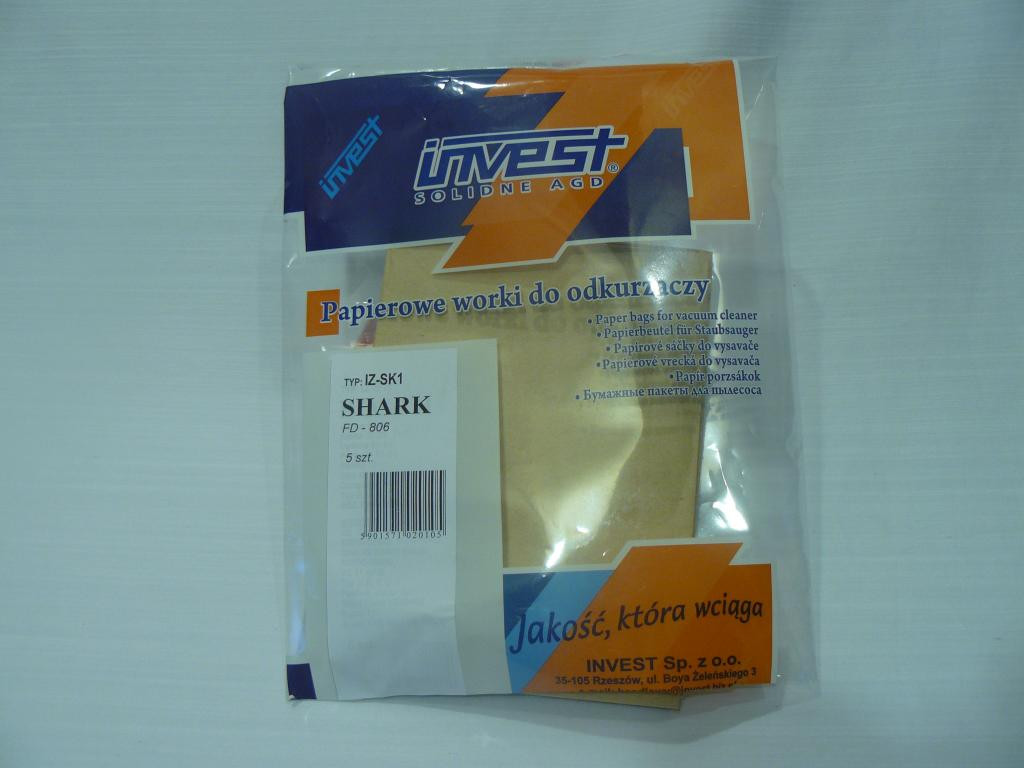 invest
invest®
SOLIDNE AGD
Papierowe worki do odkurzaczy
• Paper bags for vacuum cleaner
• Papierbeutel für Staubsauger
• Papírové sáčky do vysavače
• Papierové vrecká do vysavača
• Papír porzsákok
• Бумажные пакеты для пылесоса
TYP: IZ-SK1
SHARK
FD - 806
5 szt.
5901571020105
Jakość, która wciąga
INVEST Sp. z o.o.
35-105 Rzeszów, ul. Boya Żeleńskiego 3